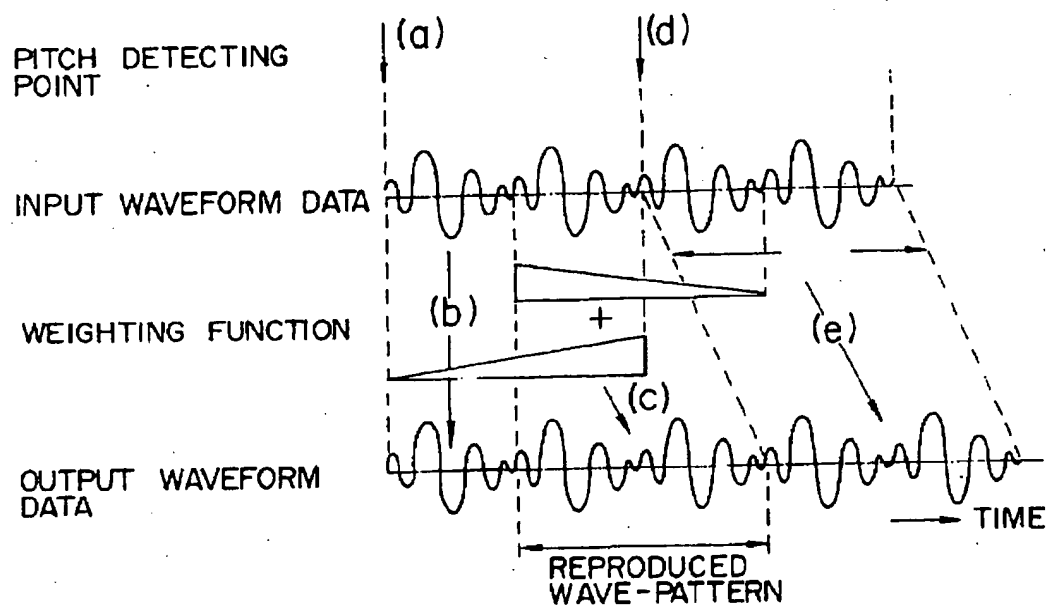 (a)
(d)
PITCH DETECTING
POINT
INPUT WAVEFORM DATA
(b)
+
WEIGHTING FUNCTION
(e)
(c)
OUTPUT WAVEFORM
DATA
TIME
REPRODUCED
WAVE-PATTERN